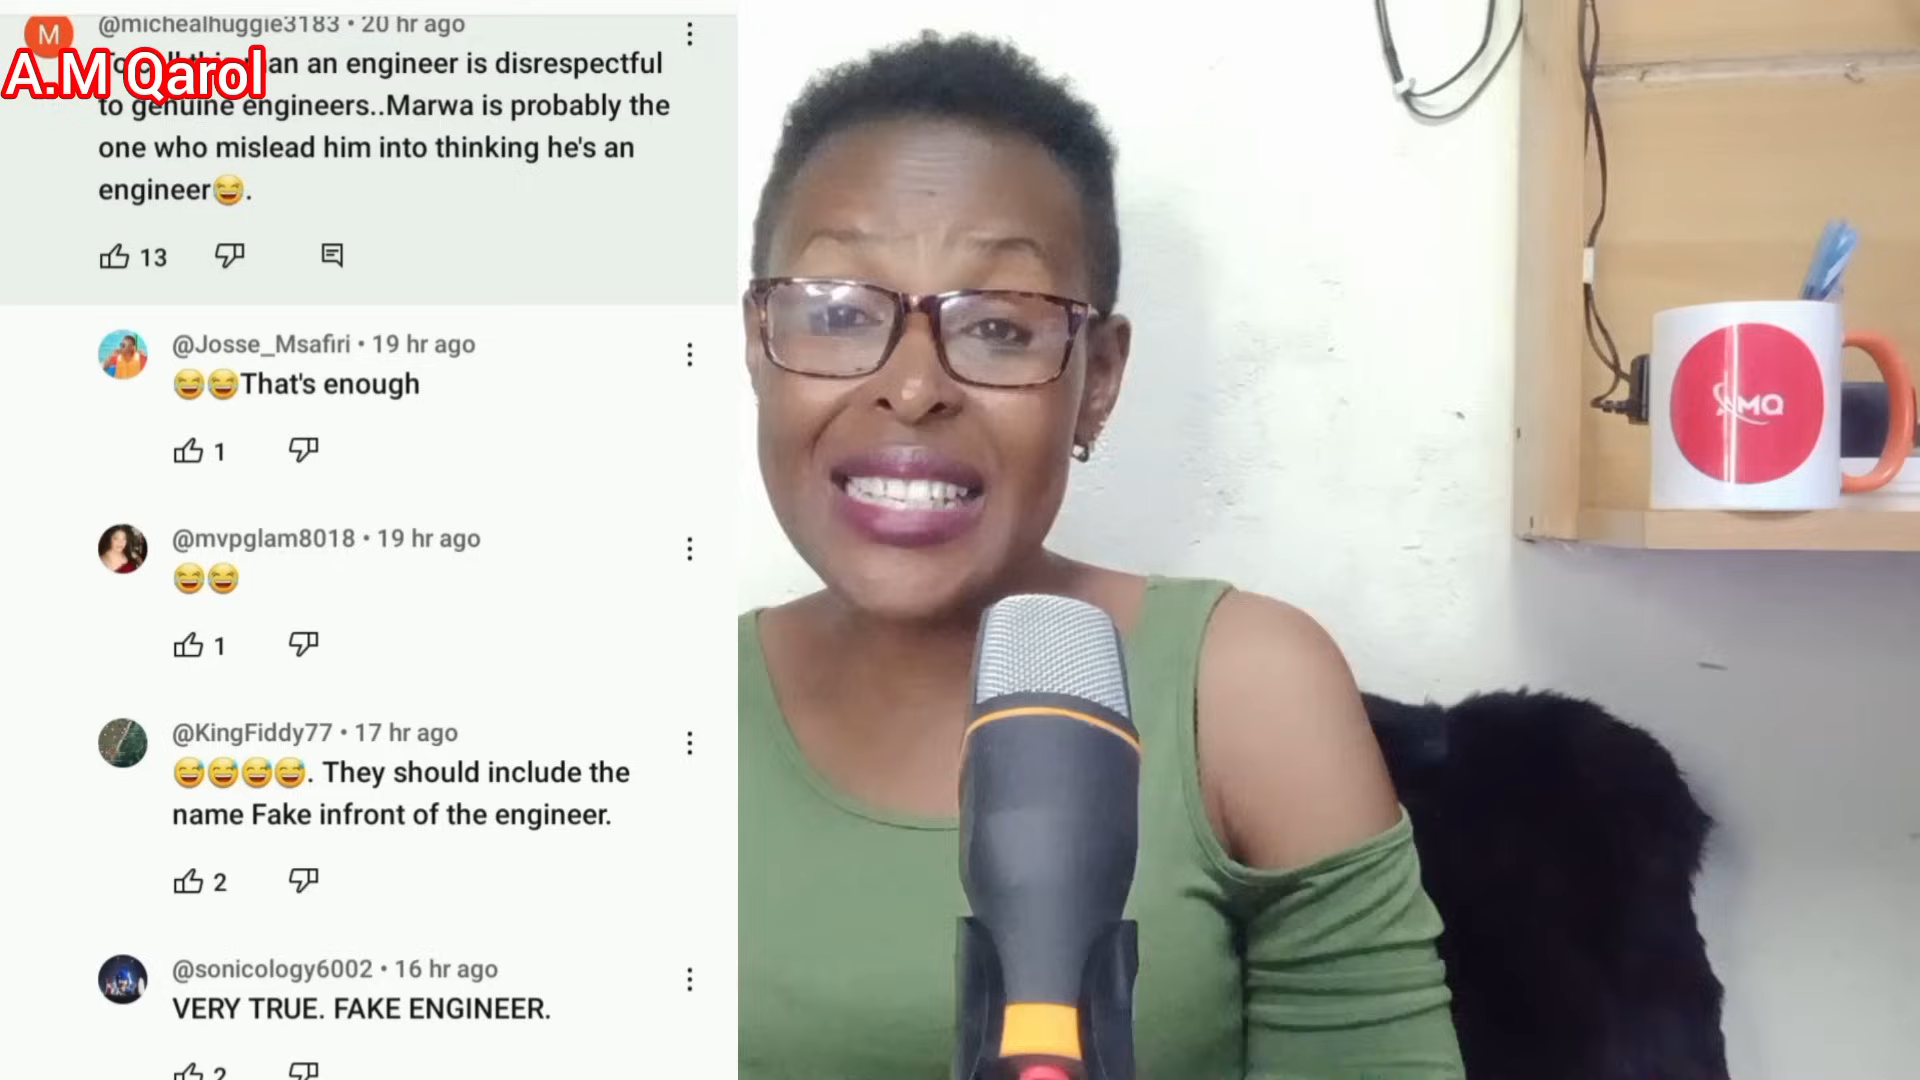 @michealhuggie3183 • 20 hr ago
M
A.M Qarol
an an engineer is disrespectful
to genuine engineers..Marwa is probably the
one who mislead him into thinking he's an
engineer😆.
13
@Josse_Msafiri • 19 hr ago
😆😆That's enough
1
@mvpglam8018 • 19 hr ago
😆😆
1
@KingFiddy77 • 17 hr ago
😅😅😅😅. They should include the
name Fake infront of the engineer.
2
@sonicology6002 • 16 hr ago
VERY TRUE. FAKE ENGINEER.
2
AMQ